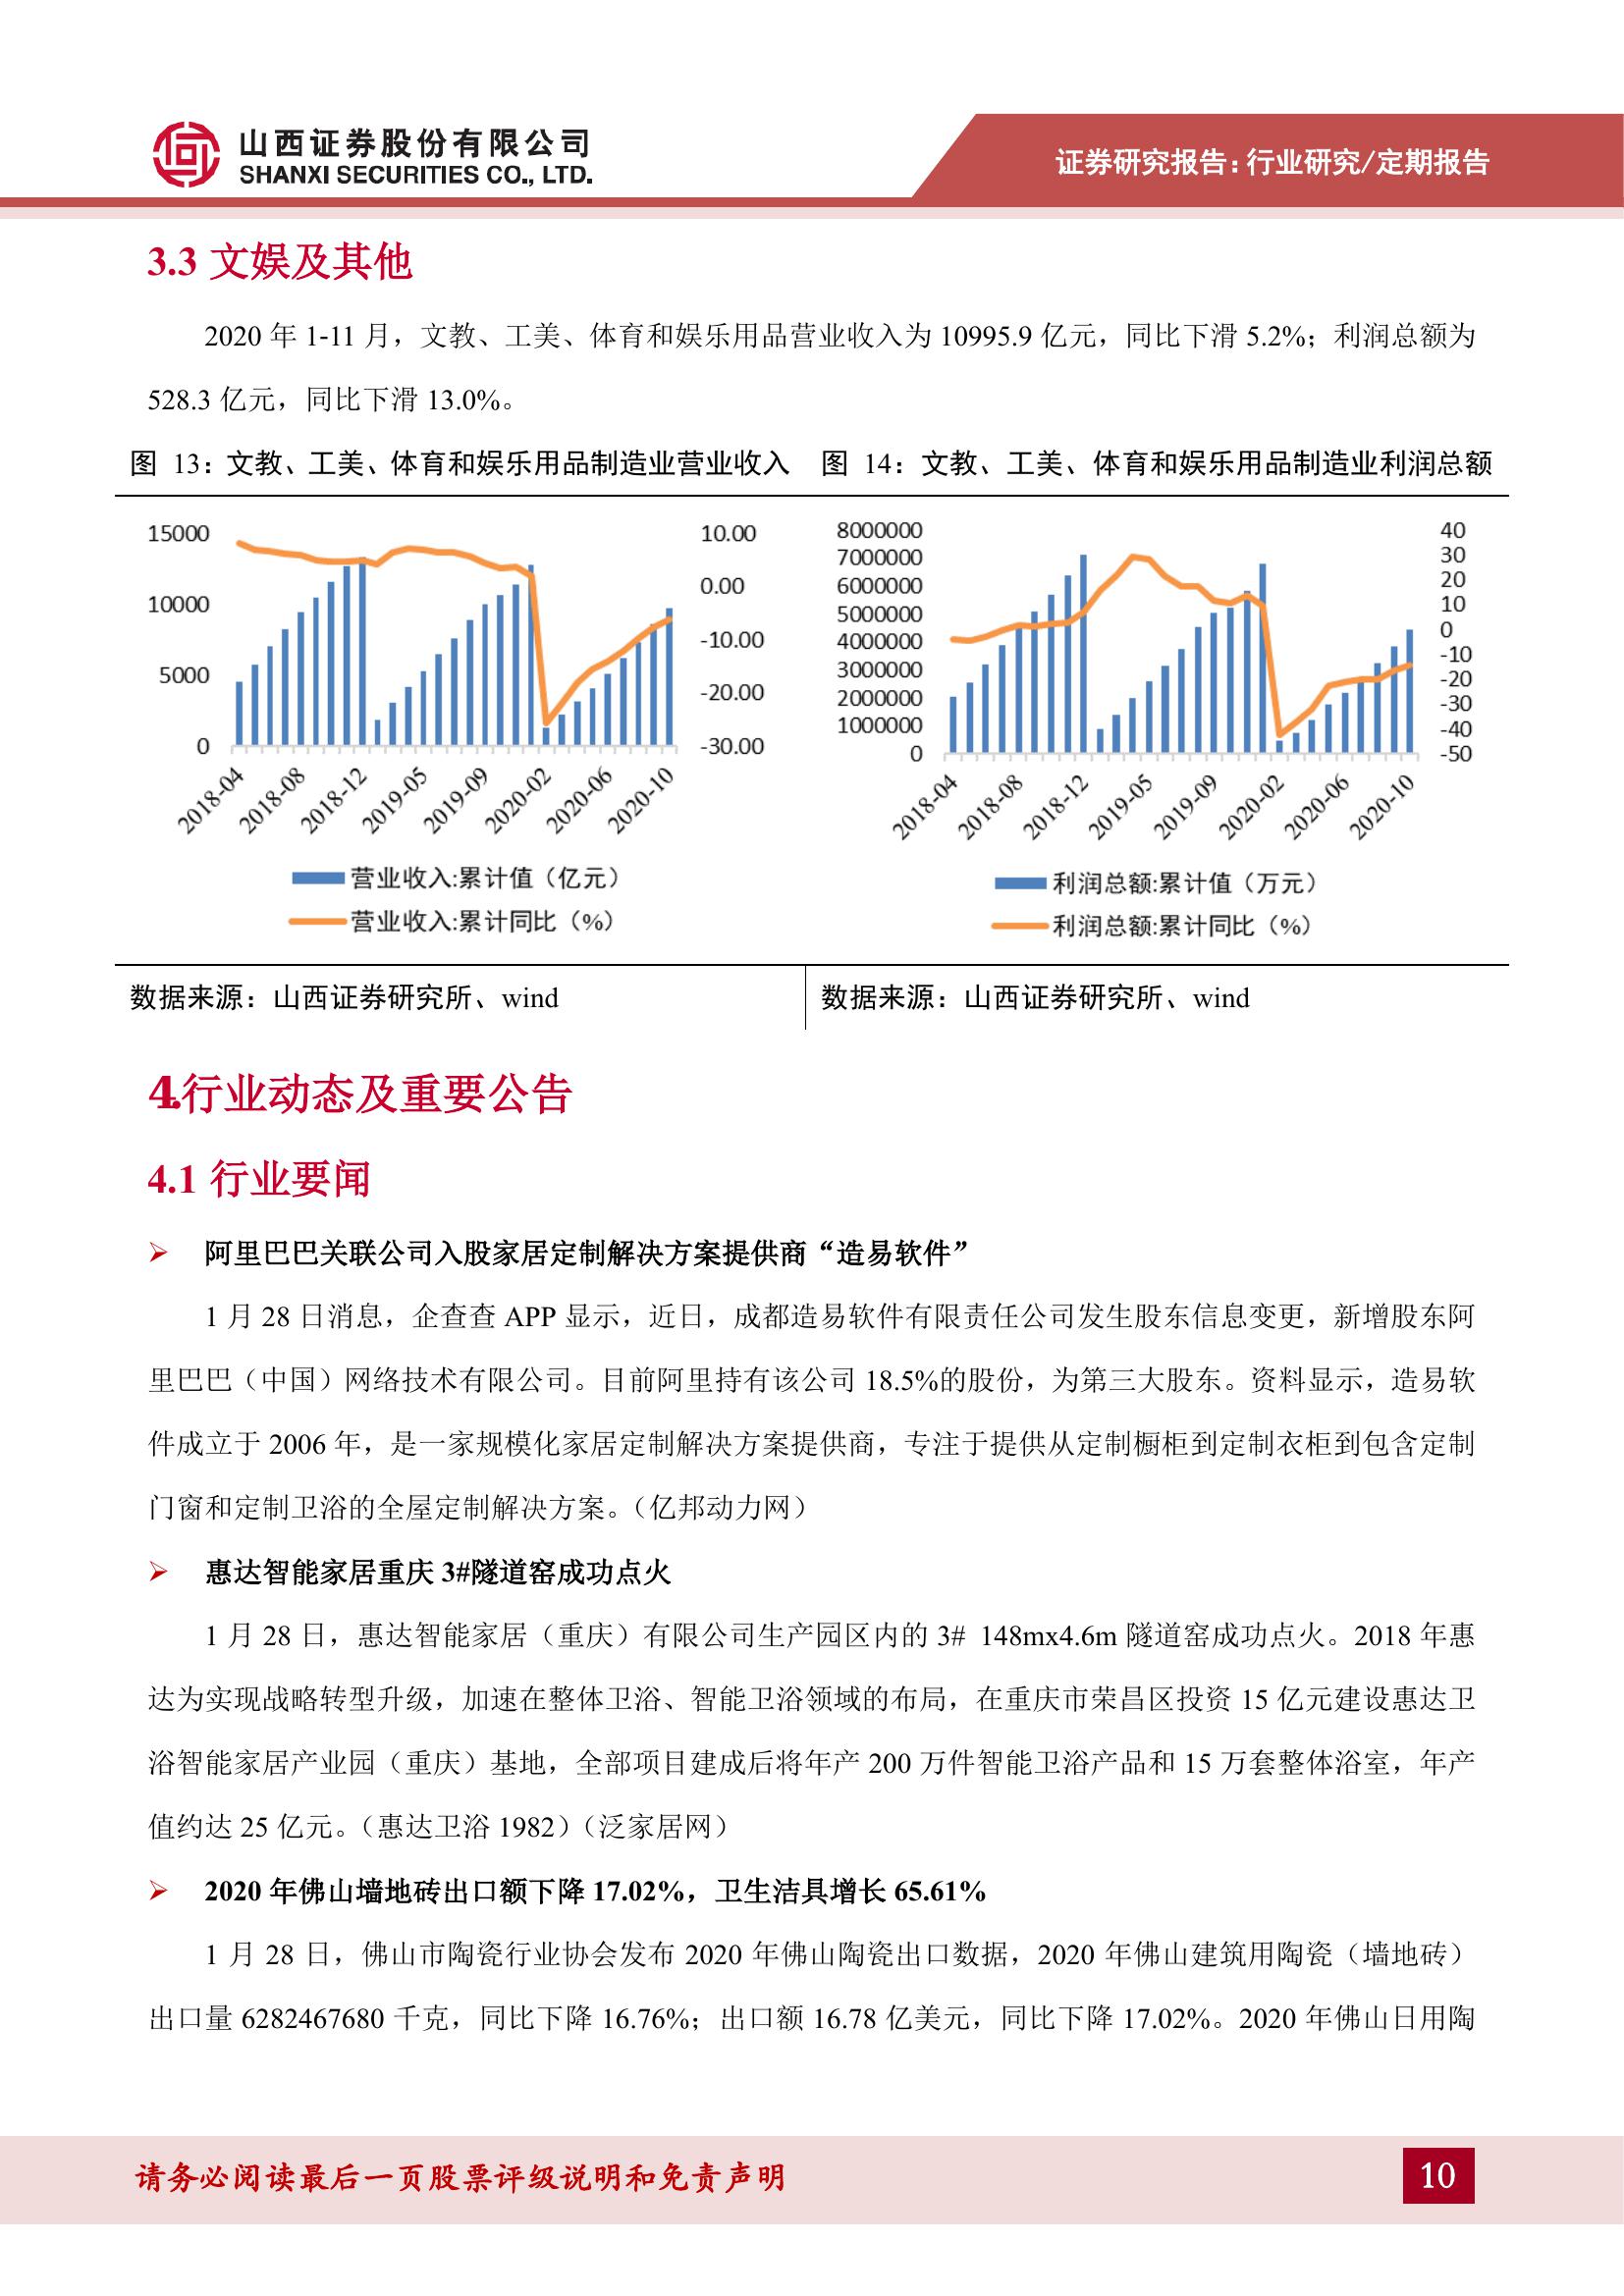 山西证券股份有限公司
SHANXI SECURITIES CO., LTD.
证券研究报告：行业研究/定期报告
3.3 文娱及其他
2020 年 1-11 月，文教、工美、体育和娱乐用品营业收入为 10995.9 亿元，同比下滑 5.2%；利润总额为
528.3 亿元，同比下滑 13.0%。
图 13：文教、工美、体育和娱乐用品制造业营业收入
15000
10000
5000
0
10.00
0.00
-10.00
-20.00
-30.00
2018-04
2018-08
2018-12
2019-05
2019-09
2020-02
2020-06
2020-10
营业收入:累计值（亿元）
营业收入:累计同比（%）
数据来源：山西证券研究所、wind
图 14：文教、工美、体育和娱乐用品制造业利润总额
8000000
7000000
6000000
5000000
4000000
3000000
2000000
1000000
0
40
30
20
10
0
-10
-20
-30
-40
-50
2018-04
2018-08
2018-12
2019-05
2019-09
2020-02
2020-06
2020-10
利润总额:累计值（万元）
利润总额:累计同比（%）
数据来源：山西证券研究所、wind
4.行业动态及重要公告
4.1 行业要闻
➢ 阿里巴巴关联公司入股家居定制解决方案提供商“造易软件”
1 月 28 日消息，企查查 APP 显示，近日，成都造易软件有限责任公司发生股东信息变更，新增股东阿
里巴巴（中国）网络技术有限公司。目前阿里持有该公司 18.5%的股份，为第三大股东。资料显示，造易软
件成立于 2006 年，是一家规模化家居定制解决方案提供商，专注于提供从定制橱柜到定制衣柜到包含定制
门窗和定制卫浴的全屋定制解决方案。（亿邦动力网）
➢ 惠达智能家居重庆 3#隧道窑成功点火
1 月 28 日，惠达智能家居（重庆）有限公司生产园区内的 3# 148mx4.6m 隧道窑成功点火。2018 年惠
达为实现战略转型升级，加速在整体卫浴、智能卫浴领域的布局，在重庆市荣昌区投资 15 亿元建设惠达卫
浴智能家居产业园（重庆）基地，全部项目建成后将年产 200 万件智能卫浴产品和 15 万套整体浴室，年产
值约达 25 亿元。（惠达卫浴 1982）（泛家居网）
➢ 2020 年佛山墙地砖出口额下降 17.02%，卫生洁具增长 65.61%
1 月 28 日，佛山市陶瓷行业协会发布 2020 年佛山陶瓷出口数据，2020 年佛山建筑用陶瓷（墙地砖）
出口量 6282467680 千克，同比下降 16.76%；出口额 16.78 亿美元，同比下降 17.02%。2020 年佛山日用陶
请务必阅读最后一页股票评级说明和免责声明
10